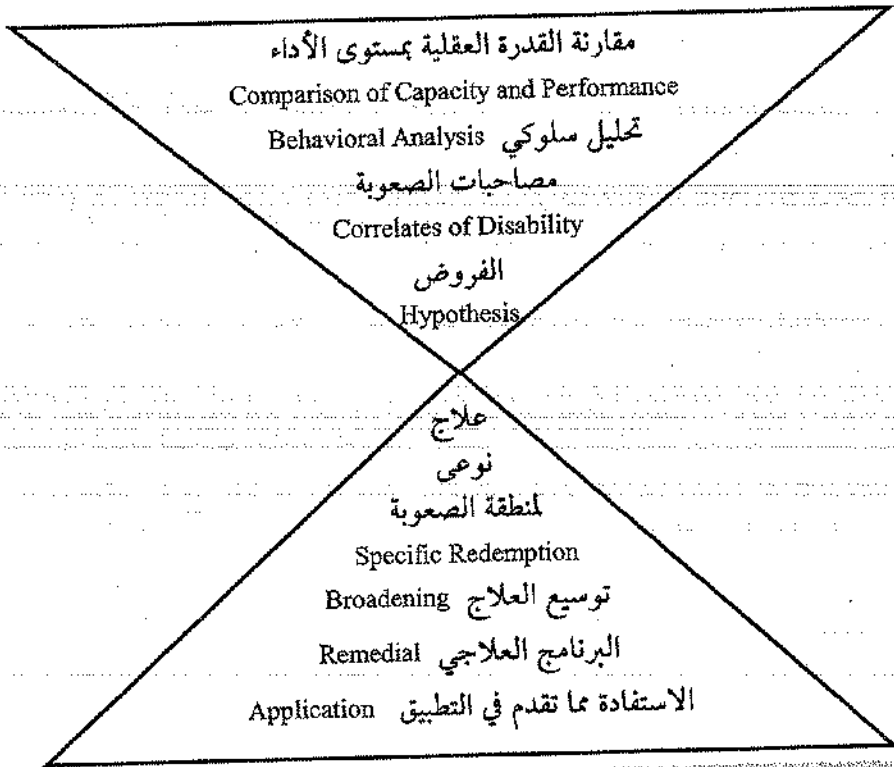 مقارنة القدرة العقلية بمستوى الأداء
Comparison of Capacity and Performance
تحليل سلوكي Behavioral Analysis
مصاحبات الصعوبة
Correlates of Disability
الفروض
Hypothesis
علاج
نوعى
لمنطقة الصعوبة
Specific Redemption
توسيع العلاج Broadening
البرنامج العلاجي Remedial
الاستفادة مما تقدم في التطبيق Application